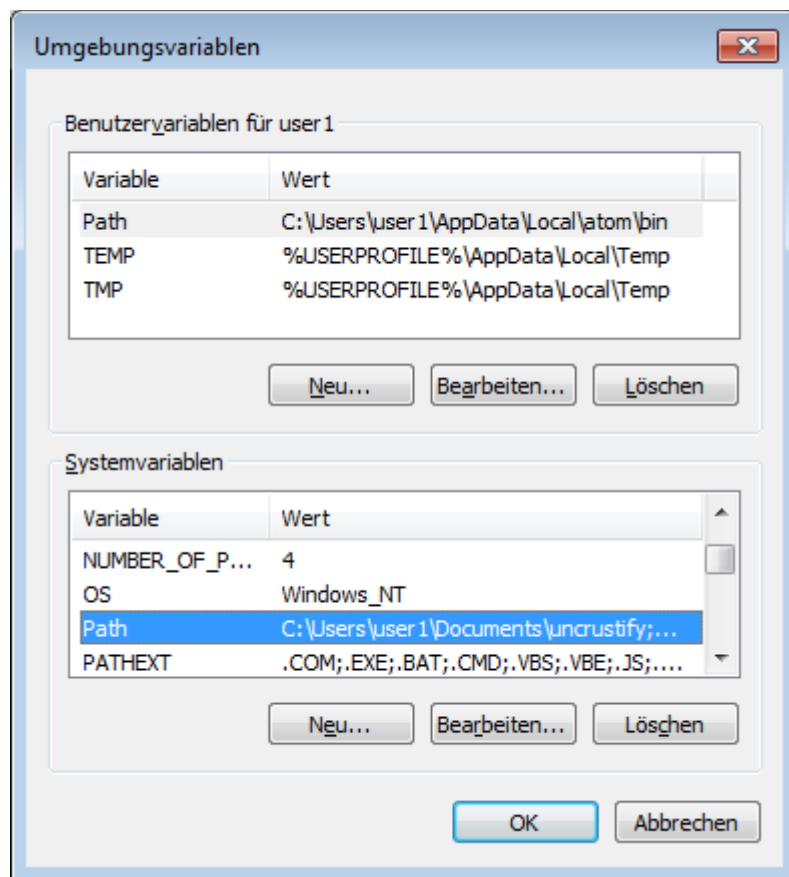 Umgebungsvariablen
Benutzervariablen für user1
Variable Wert
Path C:\Users\user1\AppData\Local\atom\bin
TEMP %USERPROFILE%\AppData\Local\Temp
TMP %USERPROFILE%\AppData\Local\Temp
Neu... Bearbeiten... Löschen
Systemvariablen
Variable Wert
NUMBER_OF_P... 4
OS Windows_NT
Path C:\Users\user1\Documents\uncrustify;...
PATHEXT .COM;.EXE;.BAT;.CMD;.VBS;.VBE;.JS;....
Neu... Bearbeiten... Löschen
OK Abbrechen